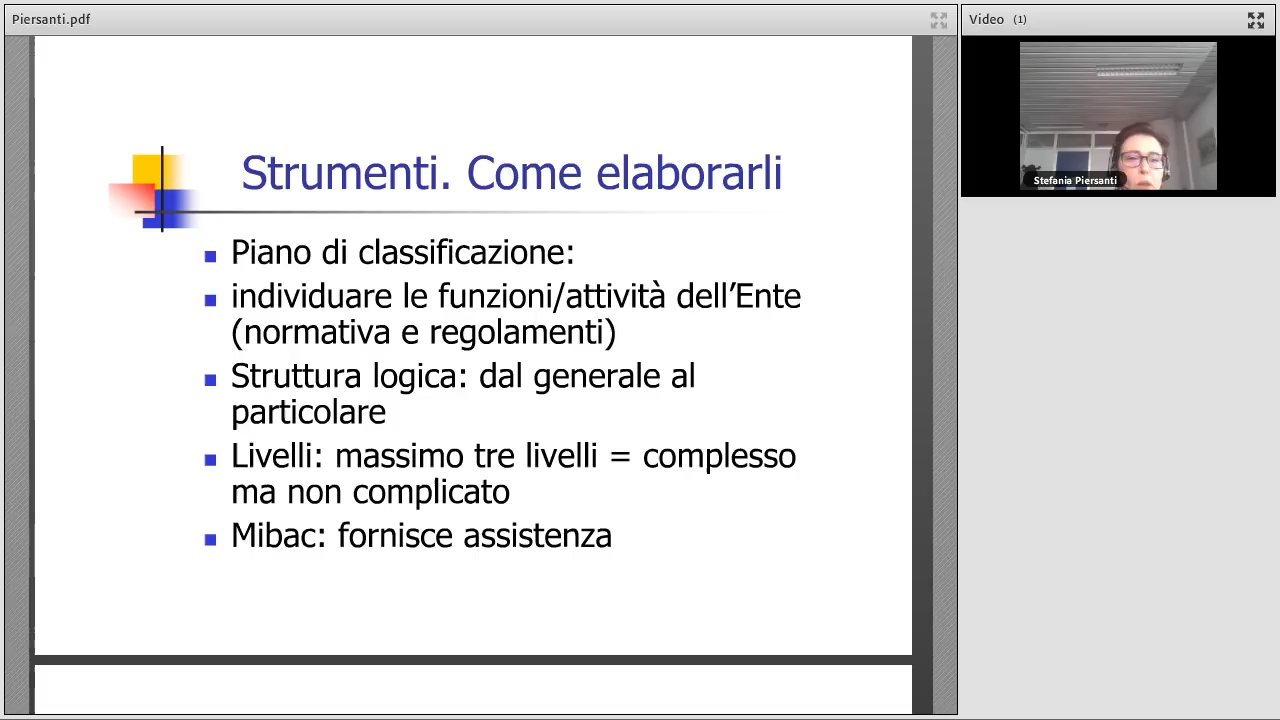 Piersanti.pdf
Video (1)
Stefania Piersanti
Strumenti. Come elaborarli
Piano di classificazione:
individuare le funzioni/attività dell’Ente
(normativa e regolamenti)
Struttura logica: dal generale al
particolare
Livelli: massimo tre livelli = complesso
ma non complicato
Mibac: fornisce assistenza